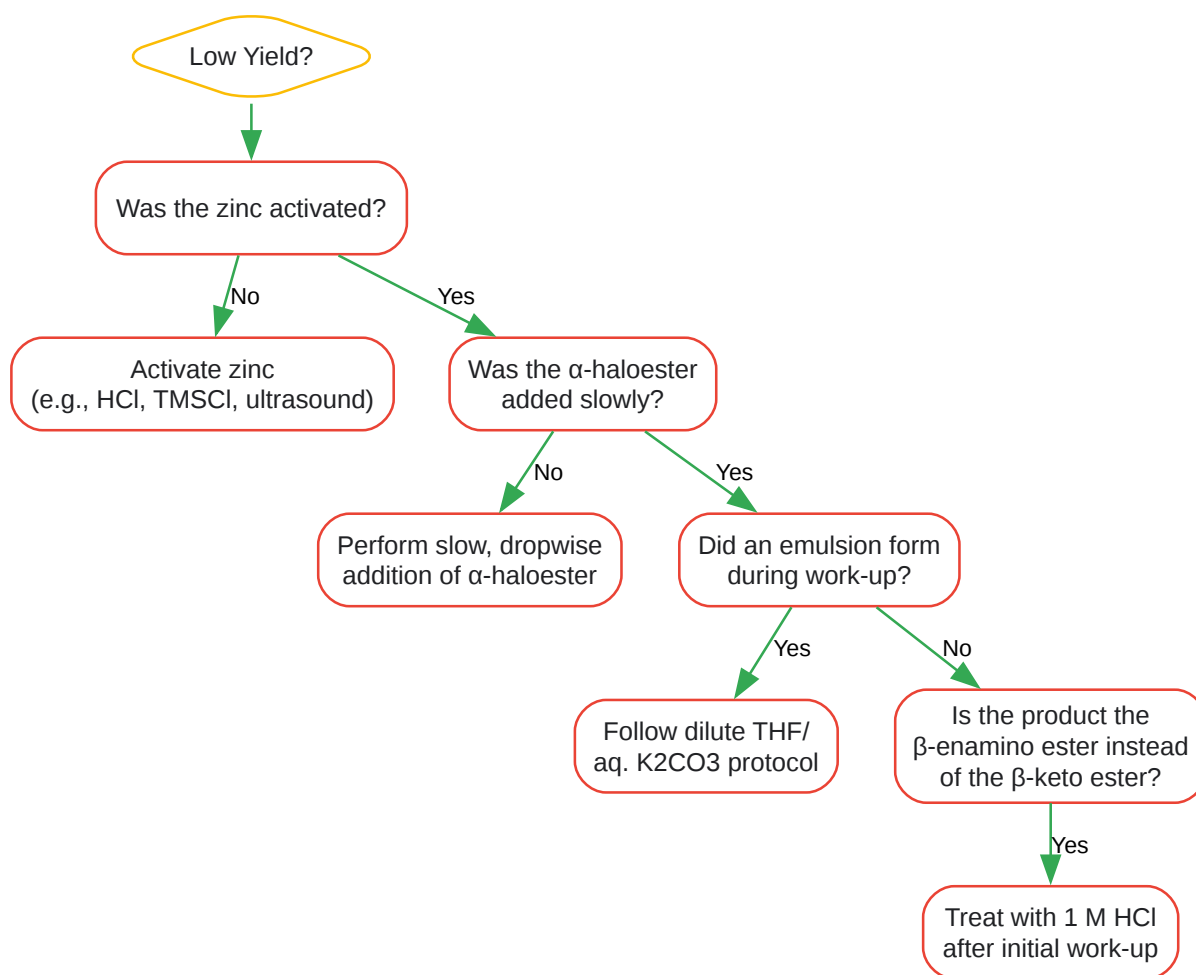 Low Yield?
Was the zinc activated?
No
Yes
Activate zinc
(e.g., HCl, TMSCl, ultrasound)
Was the α-haloester
added slowly?
No
Yes
Perform slow, dropwise
addition of α-haloester
Did an emulsion form
during work-up?
Yes
No
Follow dilute THF/
aq. K2CO3 protocol
Is the product the
β-enamino ester instead
of the β-keto ester?
Yes
Treat with 1 M HCl
after initial work-up